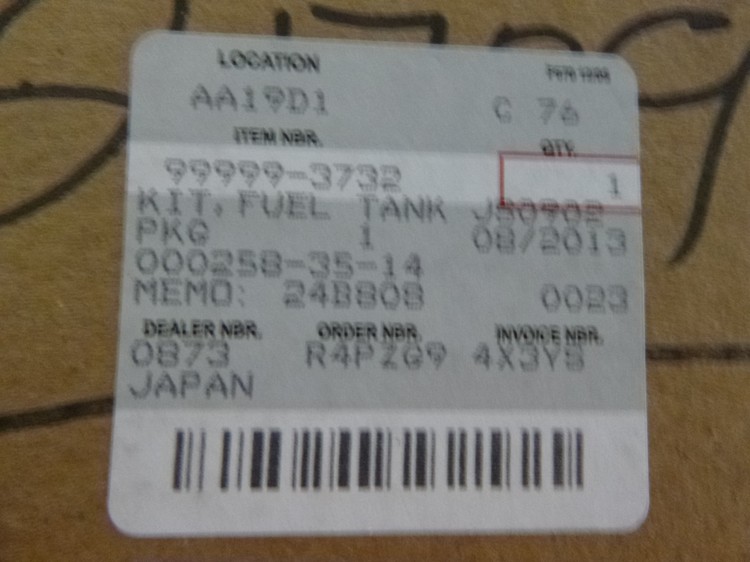 LOCATION
AA19D1 C 76
ITEM NBR. QTY.
99999-3732 1
KIT, FUEL TANK JS0902
PKG 1 08/2013
000258-35-14
MEMO: 24B808 0023
DEALER NBR. ORDER NBR. INVOICE NBR.
0873 R4PZG9 4X3YS
JAPAN